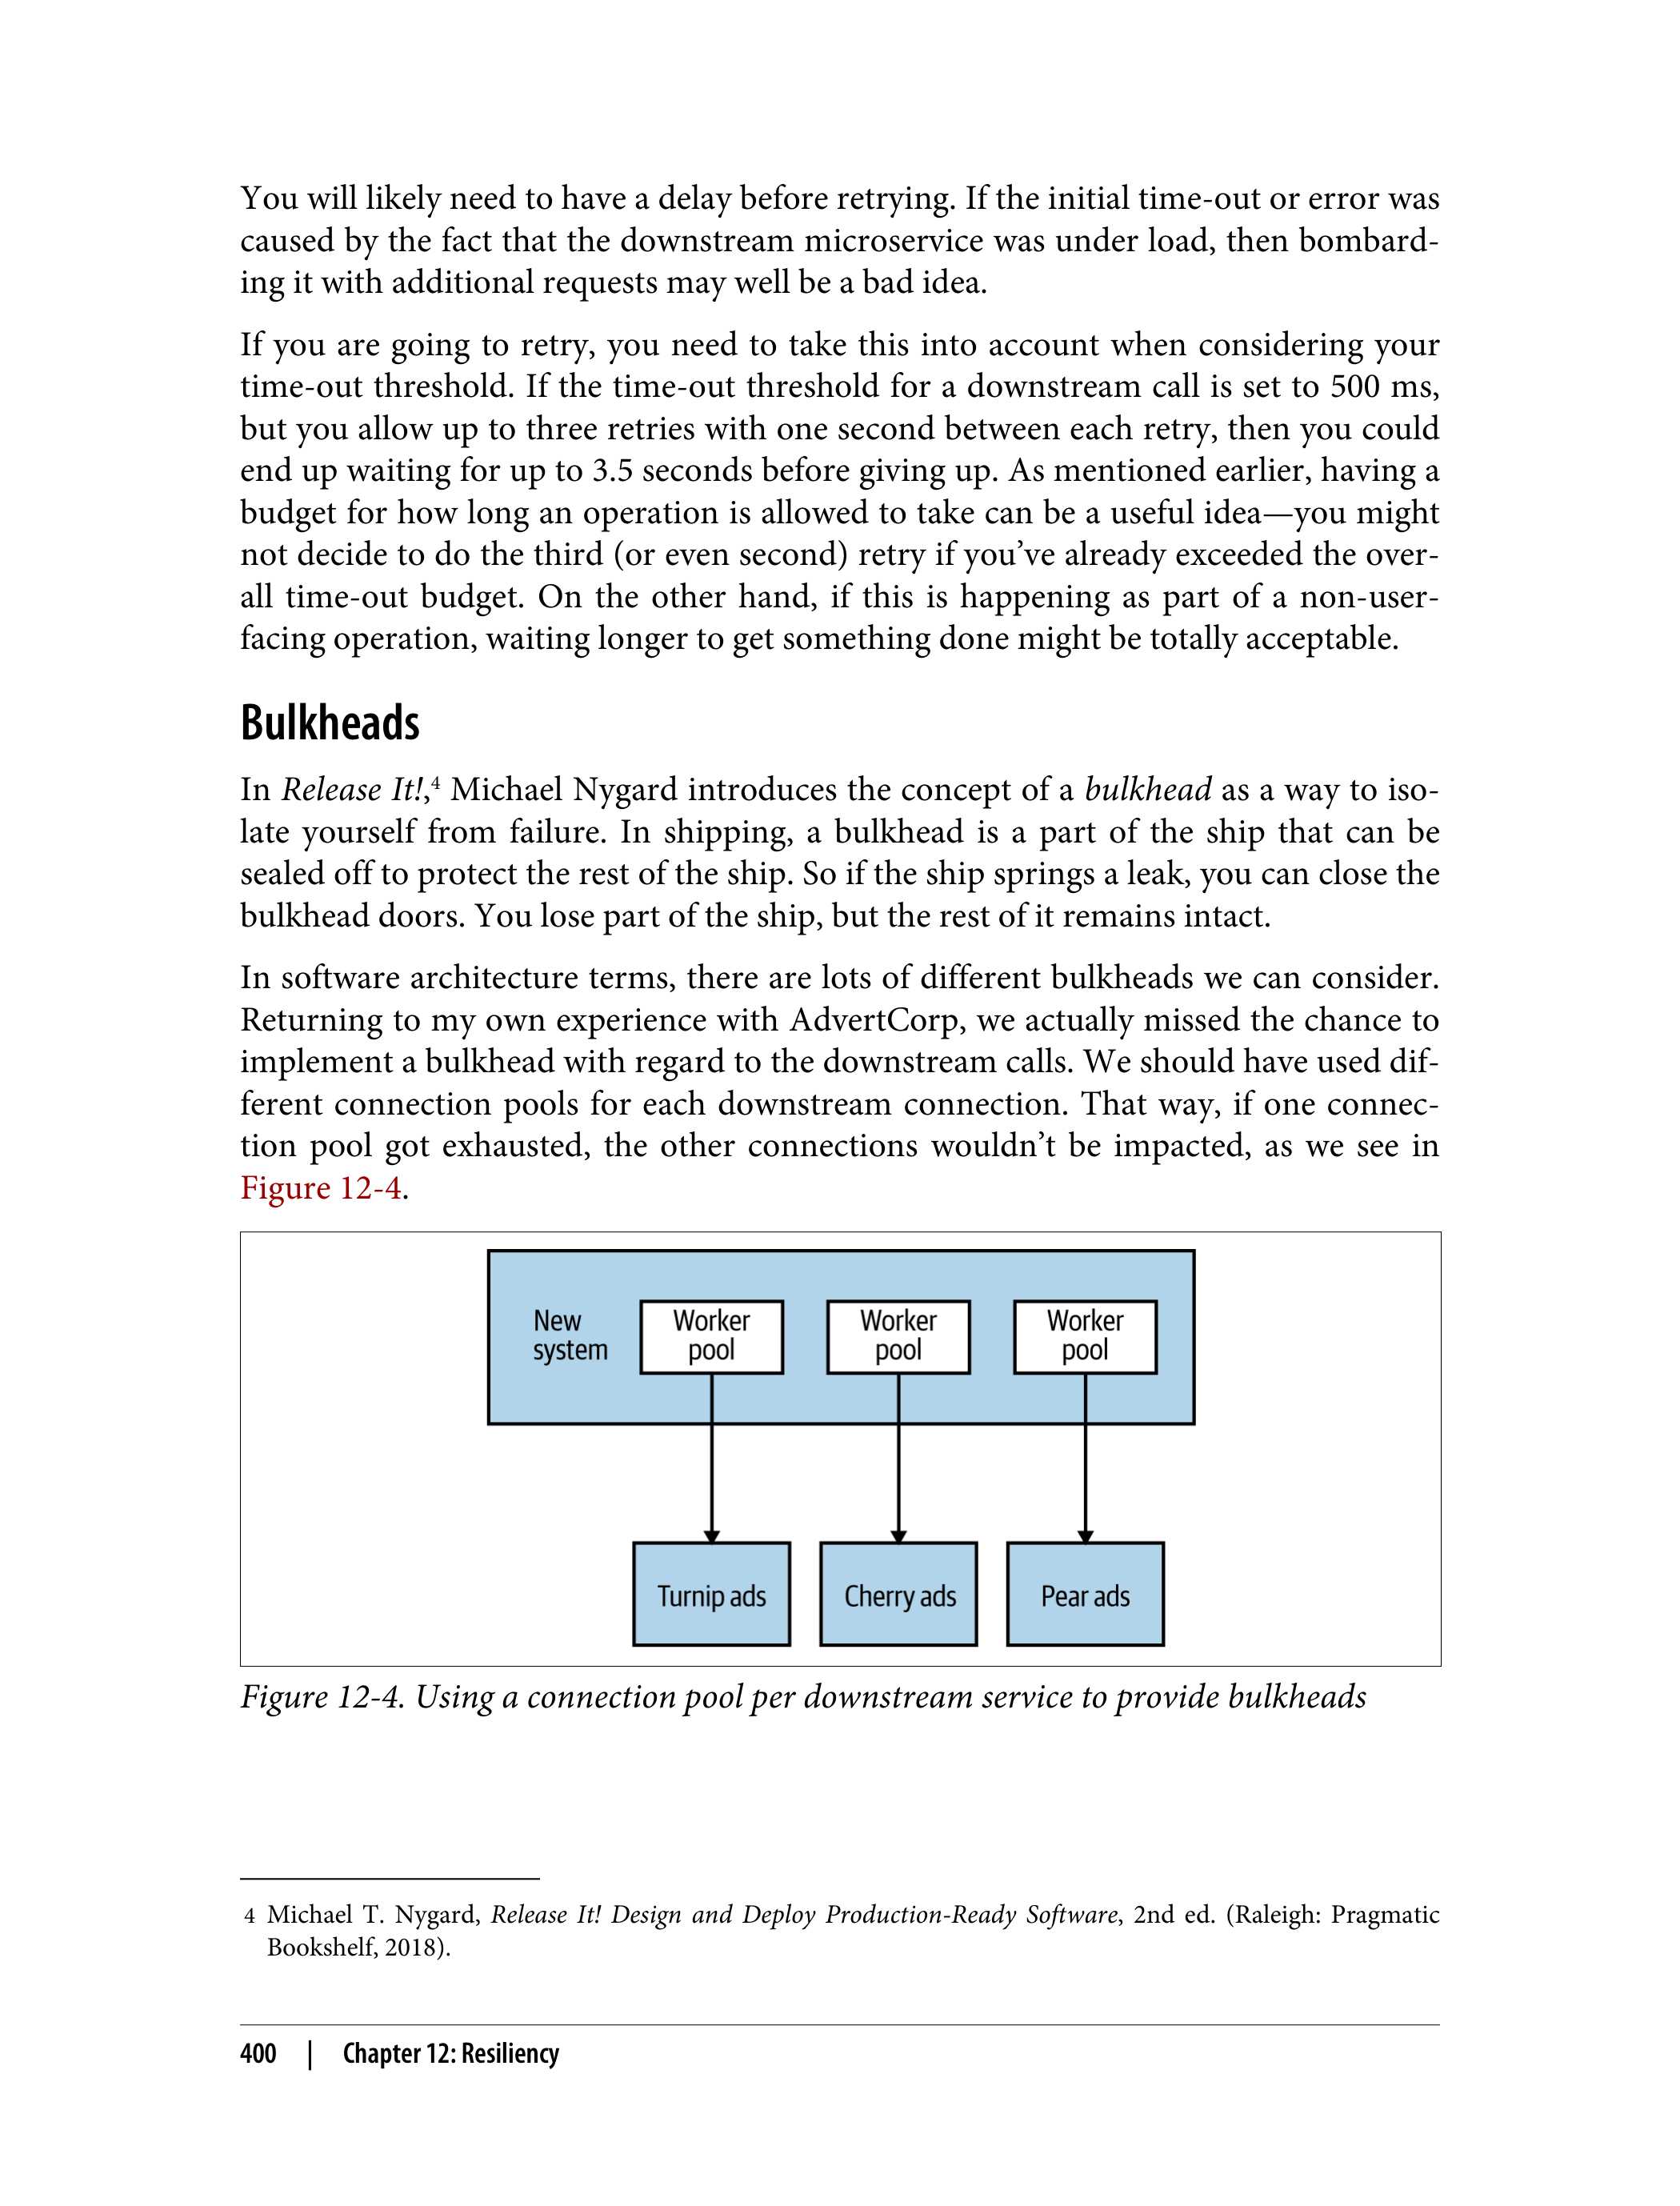 You will likely need to have a delay before retrying. If the initial time-out or error was
caused by the fact that the downstream microservice was under load, then bombard-
ing it with additional requests may well be a bad idea.
If you are going to retry, you need to take this into account when considering your
time-out threshold. If the time-out threshold for a downstream call is set to 500 ms,
but you allow up to three retries with one second between each retry, then you could
end up waiting for up to 3.5 seconds before giving up. As mentioned earlier, having a
budget for how long an operation is allowed to take can be a useful idea—you might
not decide to do the third (or even second) retry if you’ve already exceeded the over-
all time-out budget. On the other hand, if this is happening as part of a non-user-
facing operation, waiting longer to get something done might be totally acceptable.
Bulkheads
In Release It!,4 Michael Nygard introduces the concept of a bulkhead as a way to iso-
late yourself from failure. In shipping, a bulkhead is a part of the ship that can be
sealed off to protect the rest of the ship. So if the ship springs a leak, you can close the
bulkhead doors. You lose part of the ship, but the rest of it remains intact.
In software architecture terms, there are lots of different bulkheads we can consider.
Returning to my own experience with AdvertCorp, we actually missed the chance to
implement a bulkhead with regard to the downstream calls. We should have used dif-
ferent connection pools for each downstream connection. That way, if one connec-
tion pool got exhausted, the other connections wouldn’t be impacted, as we see in
Figure 12-4.
New
system
Worker
pool
Worker
pool
Worker
pool
Turnip ads
Cherry ads
Pear ads
Figure 12-4. Using a connection pool per downstream service to provide bulkheads
4 Michael T. Nygard, Release It! Design and Deploy Production-Ready Software, 2nd ed. (Raleigh: Pragmatic
Bookshelf, 2018).
400 | Chapter 12: Resiliency